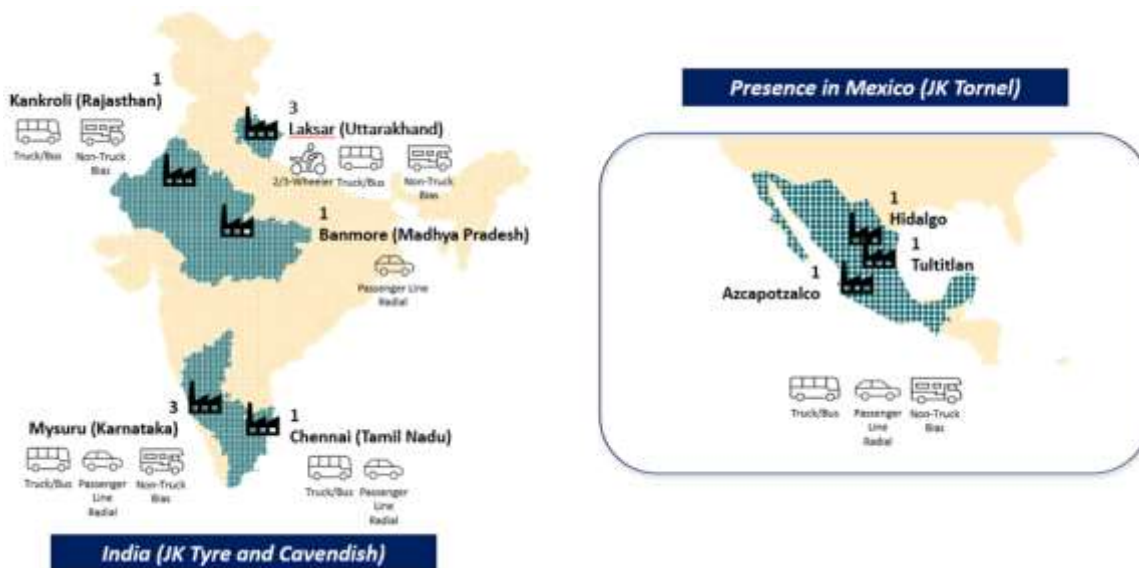 1
Kankroli (Rajasthan)
Truck/Bus
Non-Truck
Bias
3
Laksar (Uttarakhand)
2/3-Wheeler
Truck/Bus
Non-Truck
Bias
1
Banmore (Madhya Pradesh)
Passenger Line
Radial
3
Mysuru (Karnataka)
Truck/Bus
Passenger
Line
Radial
Non-Truck
Bias
1
Chennai (Tamil Nadu)
Truck/Bus
Passenger
Line
Radial
India (JK Tyre and Cavendish)
Presence in Mexico (JK Tornel)
1
Hidalgo
1
Tultitlan
1
Azcapotzalco
Truck/Bus
Passenger
Line
Radial
Non-Truck
Bias